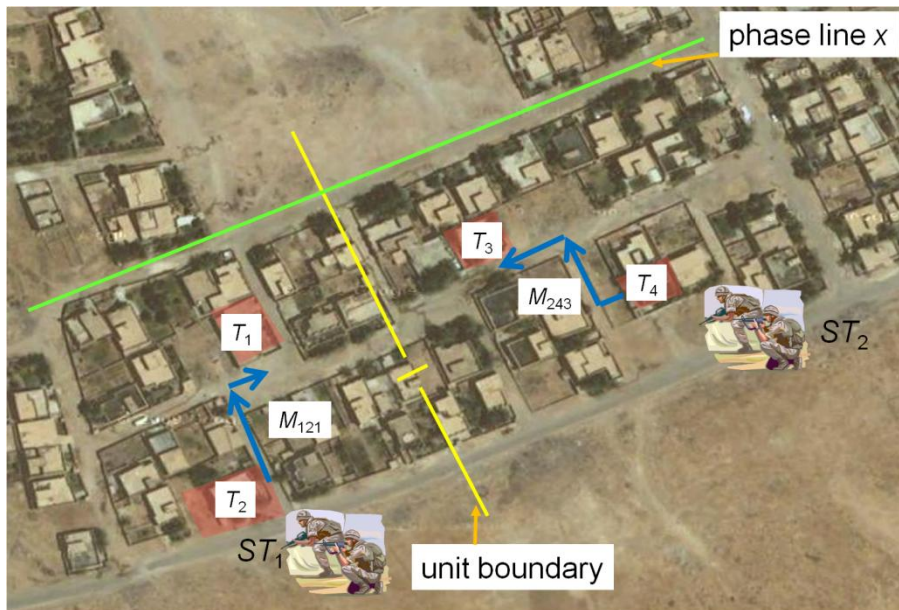 phase line x
T3
T4
M243
T1
ST2
M121
T2
ST1
unit boundary